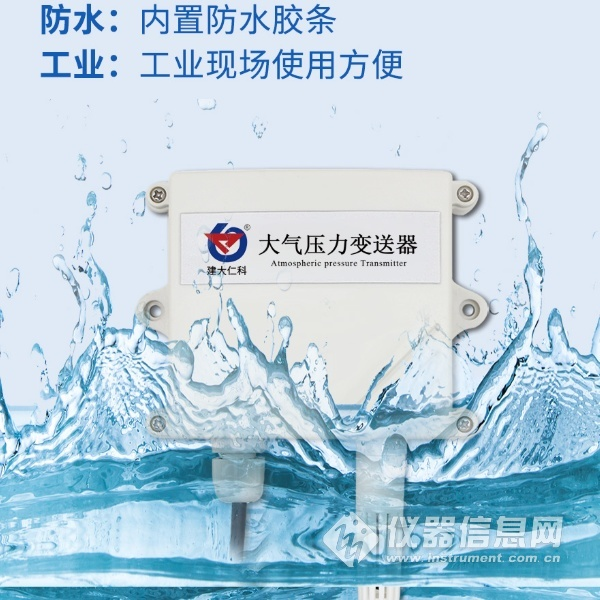 防水：内置防水胶条
工业：工业现场使用方便
®
建大仁科
大气压力变送器
Atmospheric pressure Transmitter
仪器信息网
www.instrument.com.cn